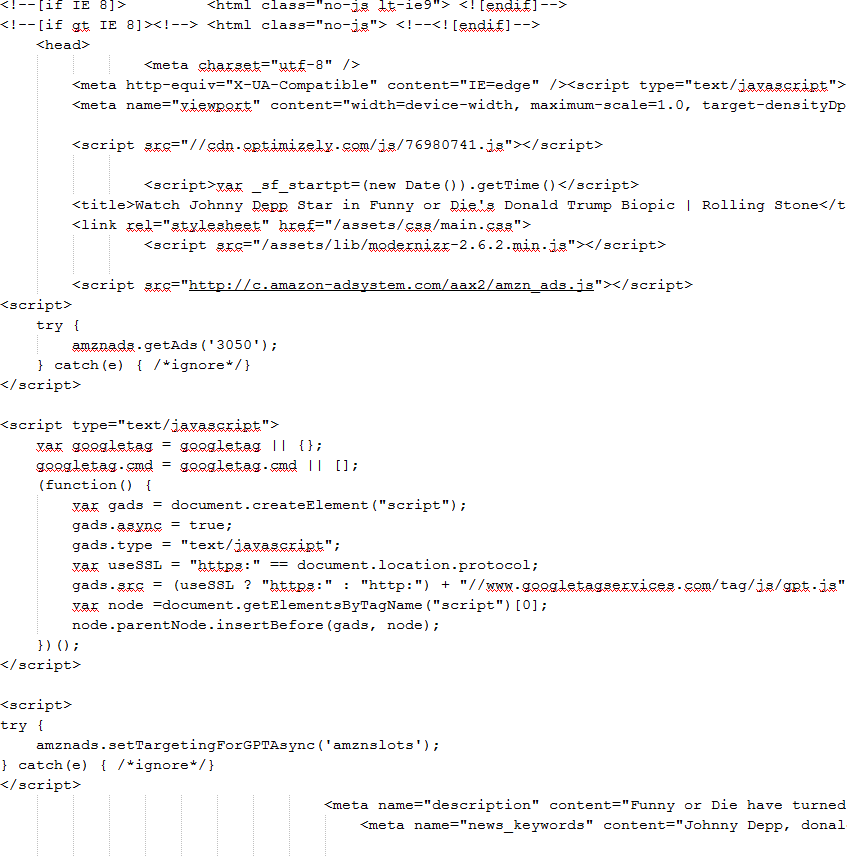 <!--[if IE 8]>         <html class="no-js lt-ie9"> <![endif]-->
<!--[if gt IE 8]><!--> <html class="no-js"> <!--<![endif]-->
    <head>
                <meta charset="utf-8" />
        <meta http-equiv="X-UA-Compatible" content="IE=edge" /><script type="text/javascript">
        <meta name="viewport" content="width=device-width, maximum-scale=1.0, target-densityDp
        <script src="//cdn.optimizely.com/js/76980741.js"></script>
                <script>var _sf_startpt=(new Date()).getTime()</script>
        <title>Watch Johnny Depp Star in Funny or Die's Donald Trump Biopic | Rolling Stone</t
        <link rel="stylesheet" href="/assets/css/main.css">
                <script src="/assets/lib/modernizr-2.6.2.min.js"></script>
        <script src="http://c.amazon-adsystem.com/aax2/amzn_ads.js"></script>
<script>
    try {
        amznads.getAds('3050');
    } catch(e) { /*ignore*/}
</script>
<script type="text/javascript">
    var googletag = googletag || {};
    googletag.cmd = googletag.cmd || [];
    (function() {
        var gads = document.createElement("script");
        gads.async = true;
        gads.type = "text/javascript";
        var useSSL = "https:" == document.location.protocol;
        gads.src = (useSSL ? "https:" : "http:") + "//www.googletagservices.com/tag/js/gpt.js"
        var node =document.getElementsByTagName("script")[0];
        node.parentNode.insertBefore(gads, node);
    })();
</script>
<script>
try {
    amznads.setTargetingForGPTAsync('amznslots');
} catch(e) { /*ignore*/}
</script>
                                    <meta name="description" content="Funny or Die have turned
                                        <meta name="news_keywords" content="Johnny Depp, donal